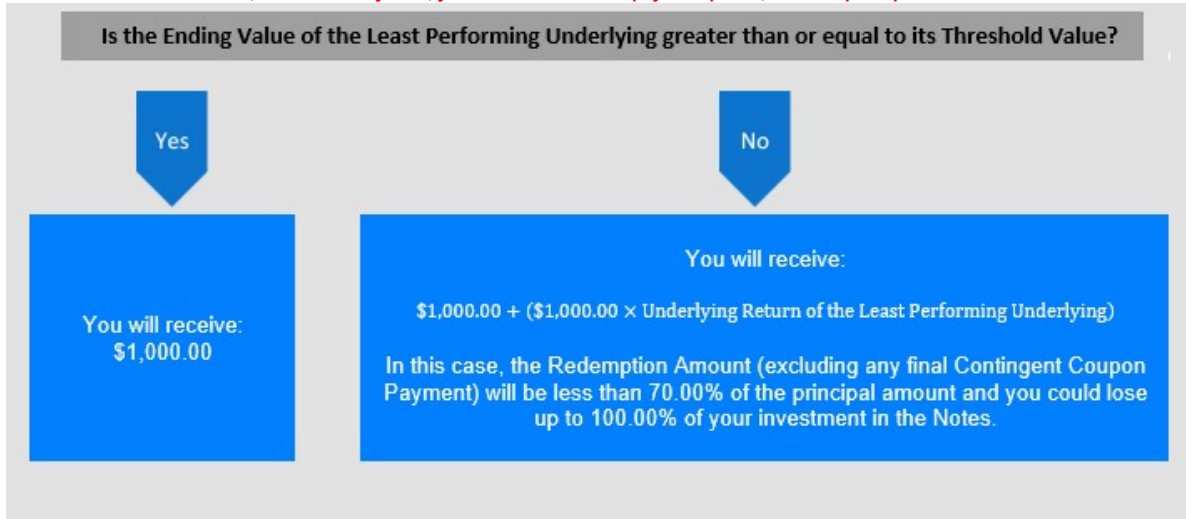 Is the Ending Value of the Least Performing Underlying greater than or equal to its Threshold Value?
Yes
No
You will receive:
$1,000.00
You will receive:
$1,000.00 + ($1,000.00 × Underlying Return of the Least Performing Underlying)
In this case, the Redemption Amount (excluding any final Contingent Coupon
Payment) will be less than 70.00% of the principal amount and you could lose
up to 100.00% of your investment in the Notes.